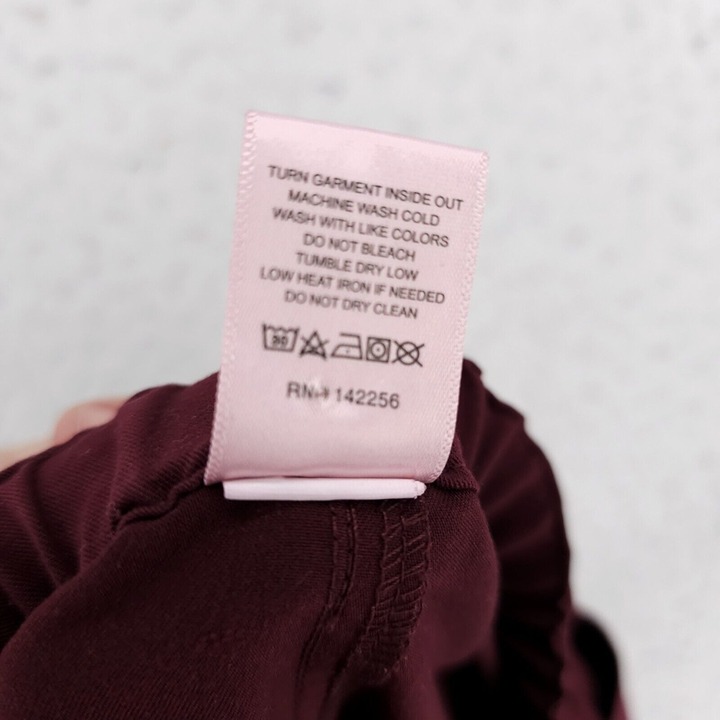 TURN GARMENT INSIDE OUT
MACHINE WASH COLD
WASH WITH LIKE COLORS
DO NOT BLEACH
TUMBLE DRY LOW
LOW HEAT IRON IF NEEDED
DO NOT DRY CLEAN
30
RN# 142256